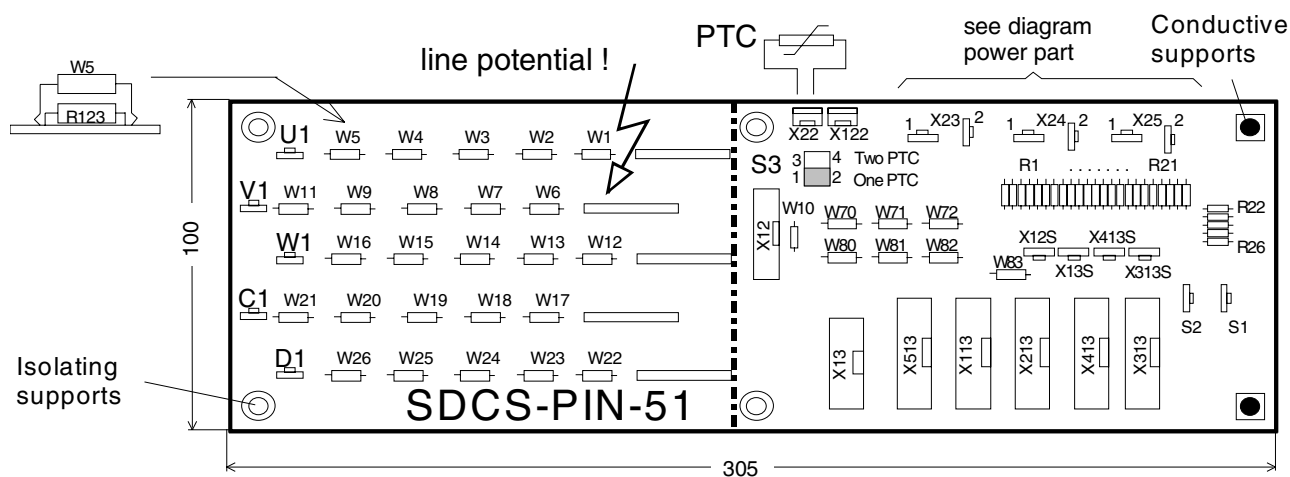 see diagram
power part
Conductive
supports
PTC
line potential !
W5
R123
U1
W5 W4 W3 W2 W1
X22 X122
1 X23 2 1 X24 2 1 X25 2
S3
3 4 Two PTC
1 2 One PTC
R1 . . . . . . . R21
V1
W11 W9 W8 W7 W6
W10
W70 W71 W72
R22
R26
100
W1
W16 W15 W14 W13 W12
X12
W80 W81 W82
X12S X413S
W83
X13S X313S
C1
W21 W20 W19 W18 W17
S2 S1
X13 X513 X113 X213 X413 X313
D1
W26 W25 W24 W23 W22
Isolating
supports
SDCS-PIN-51
305